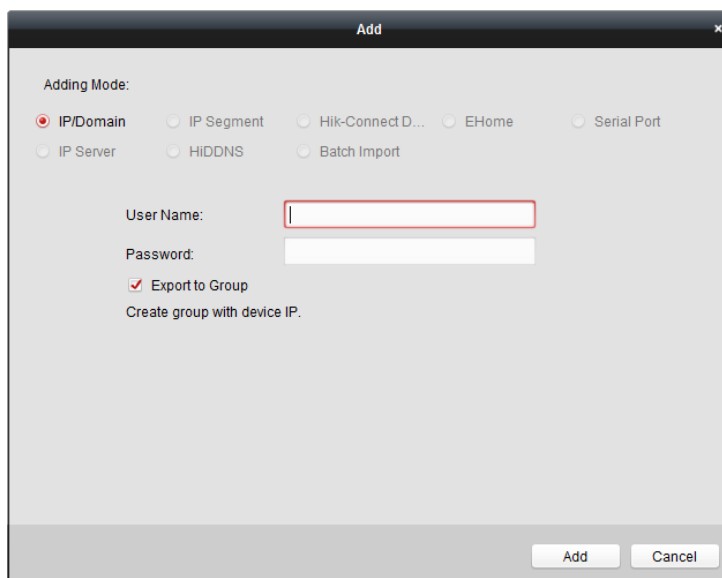 Add
×
Adding Mode:
IP/Domain IP Segment Hik-Connect D... EHome Serial Port
IP Server HiDDNS Batch Import
User Name:
Password:
Export to Group
Create group with device IP.
Add Cancel